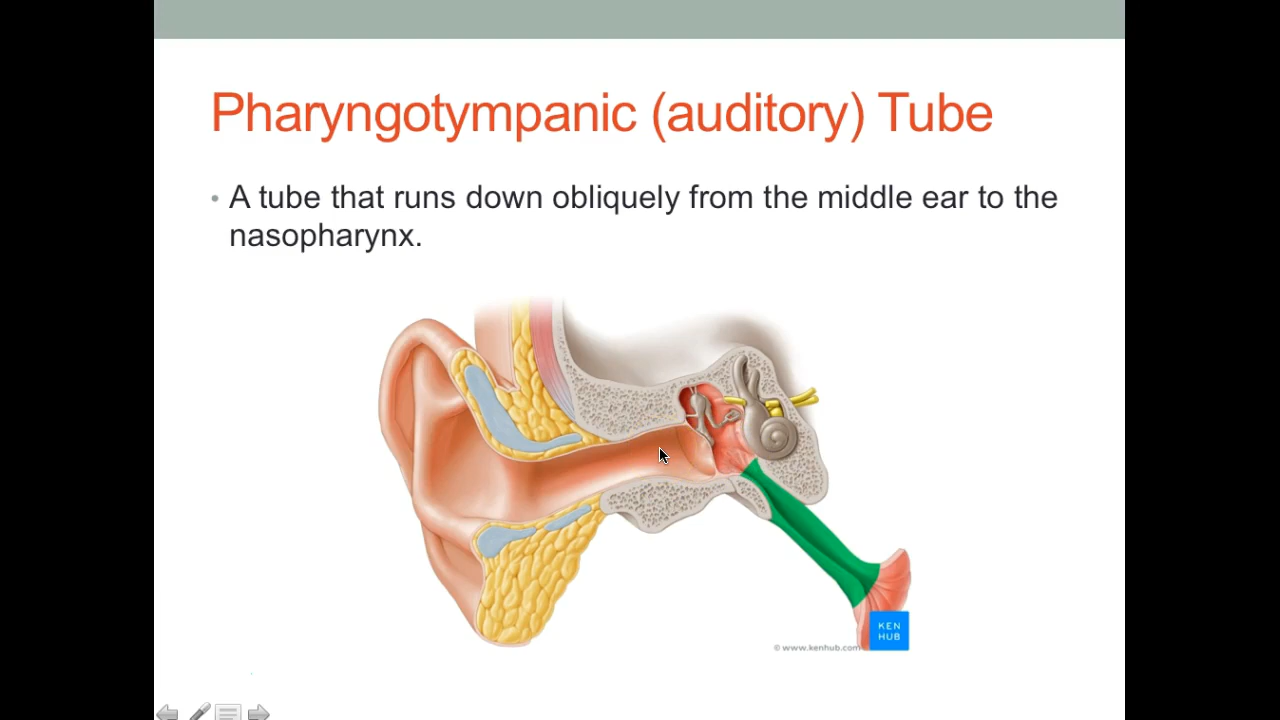 Pharyngotympanic (auditory) Tube
• A tube that runs down obliquely from the middle ear to the
nasopharynx.
KEN
HUB
© www.kenhub.com